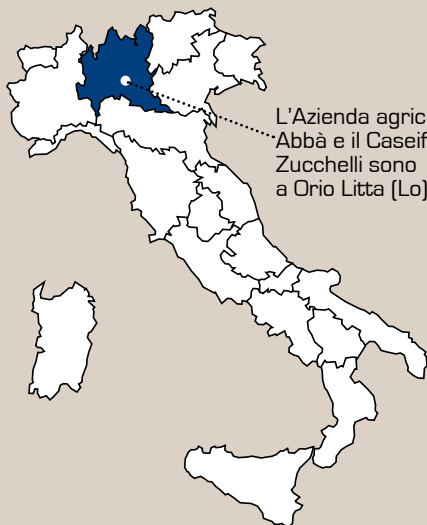 L'Azienda agric
Abbà e il Caseif
Zucchelli sono
a Orio Litta (Lo)